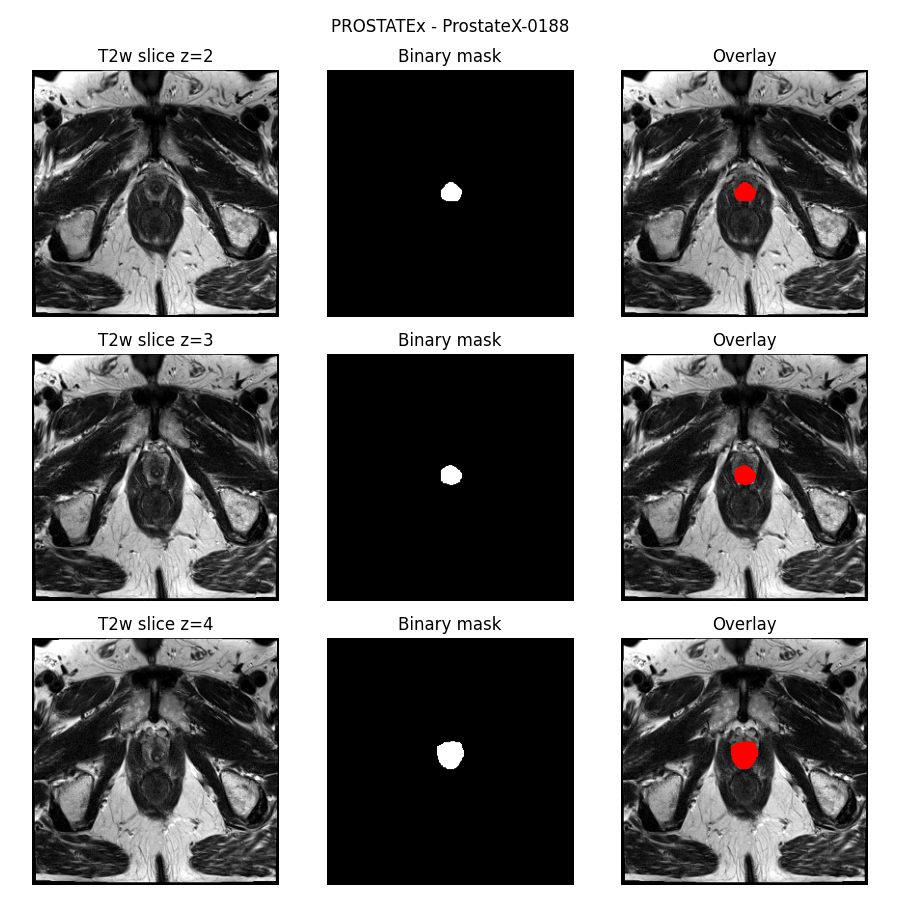 PROSTATEx - ProstateX-0188
T2w slice z=2
Binary mask
Overlay
T2w slice z=3
Binary mask
Overlay
T2w slice z=4
Binary mask
Overlay